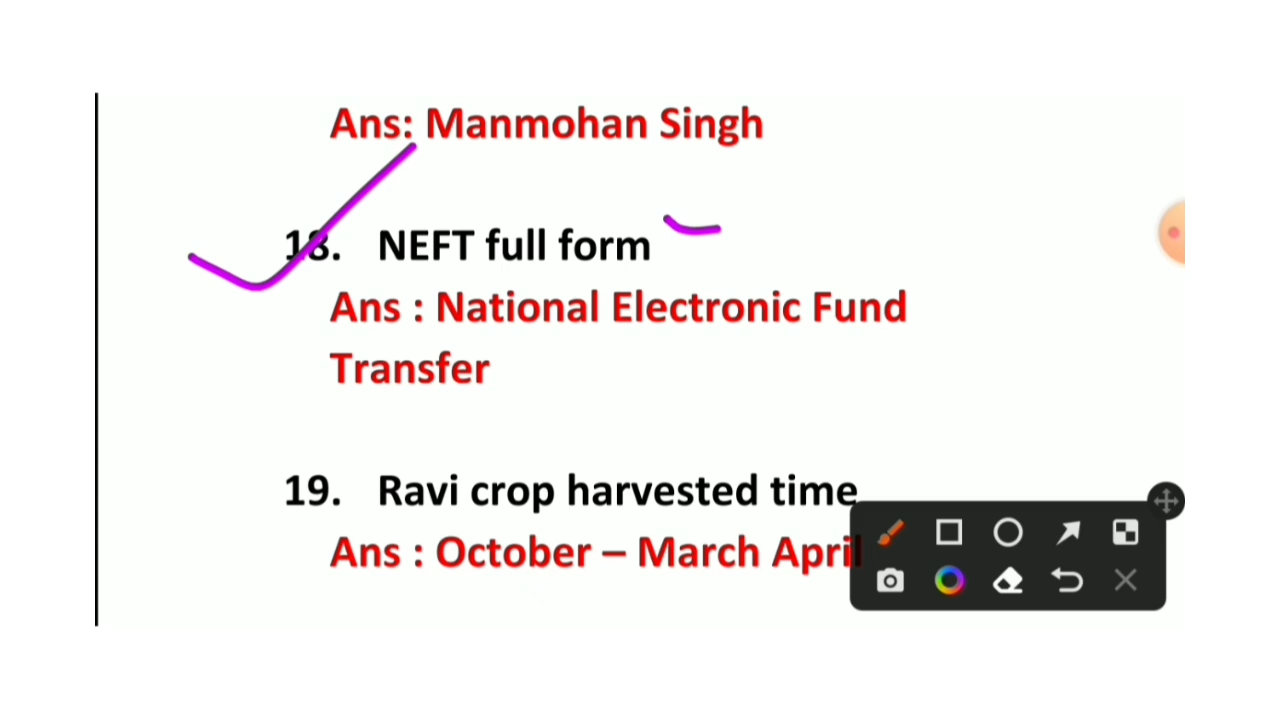 Ans: Manmohan Singh
18. NEFT full form
Ans : National Electronic Fund
Transfer
19. Ravi crop harvested time
Ans : October – March April